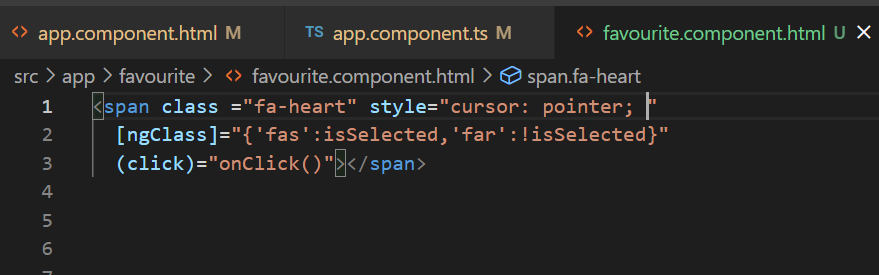 <> app.component.html M TS app.component.ts M <> favourite.component.html U ✕
src > app > favourite > <> favourite.component.html > span.fa-heart
1 <span class ="fa-heart" style="cursor: pointer; "
2 [ngClass]="{'fas':isSelected,'far':!isSelected}"
3 (click)="onClick()"></span>
4
5
6